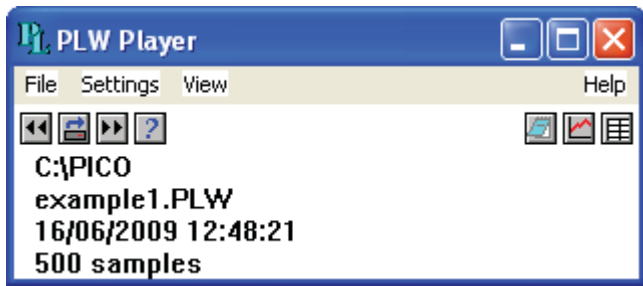 PLW Player
File Settings View Help
C:\PICO
example1.PLW
16/06/2009 12:48:21
500 samples